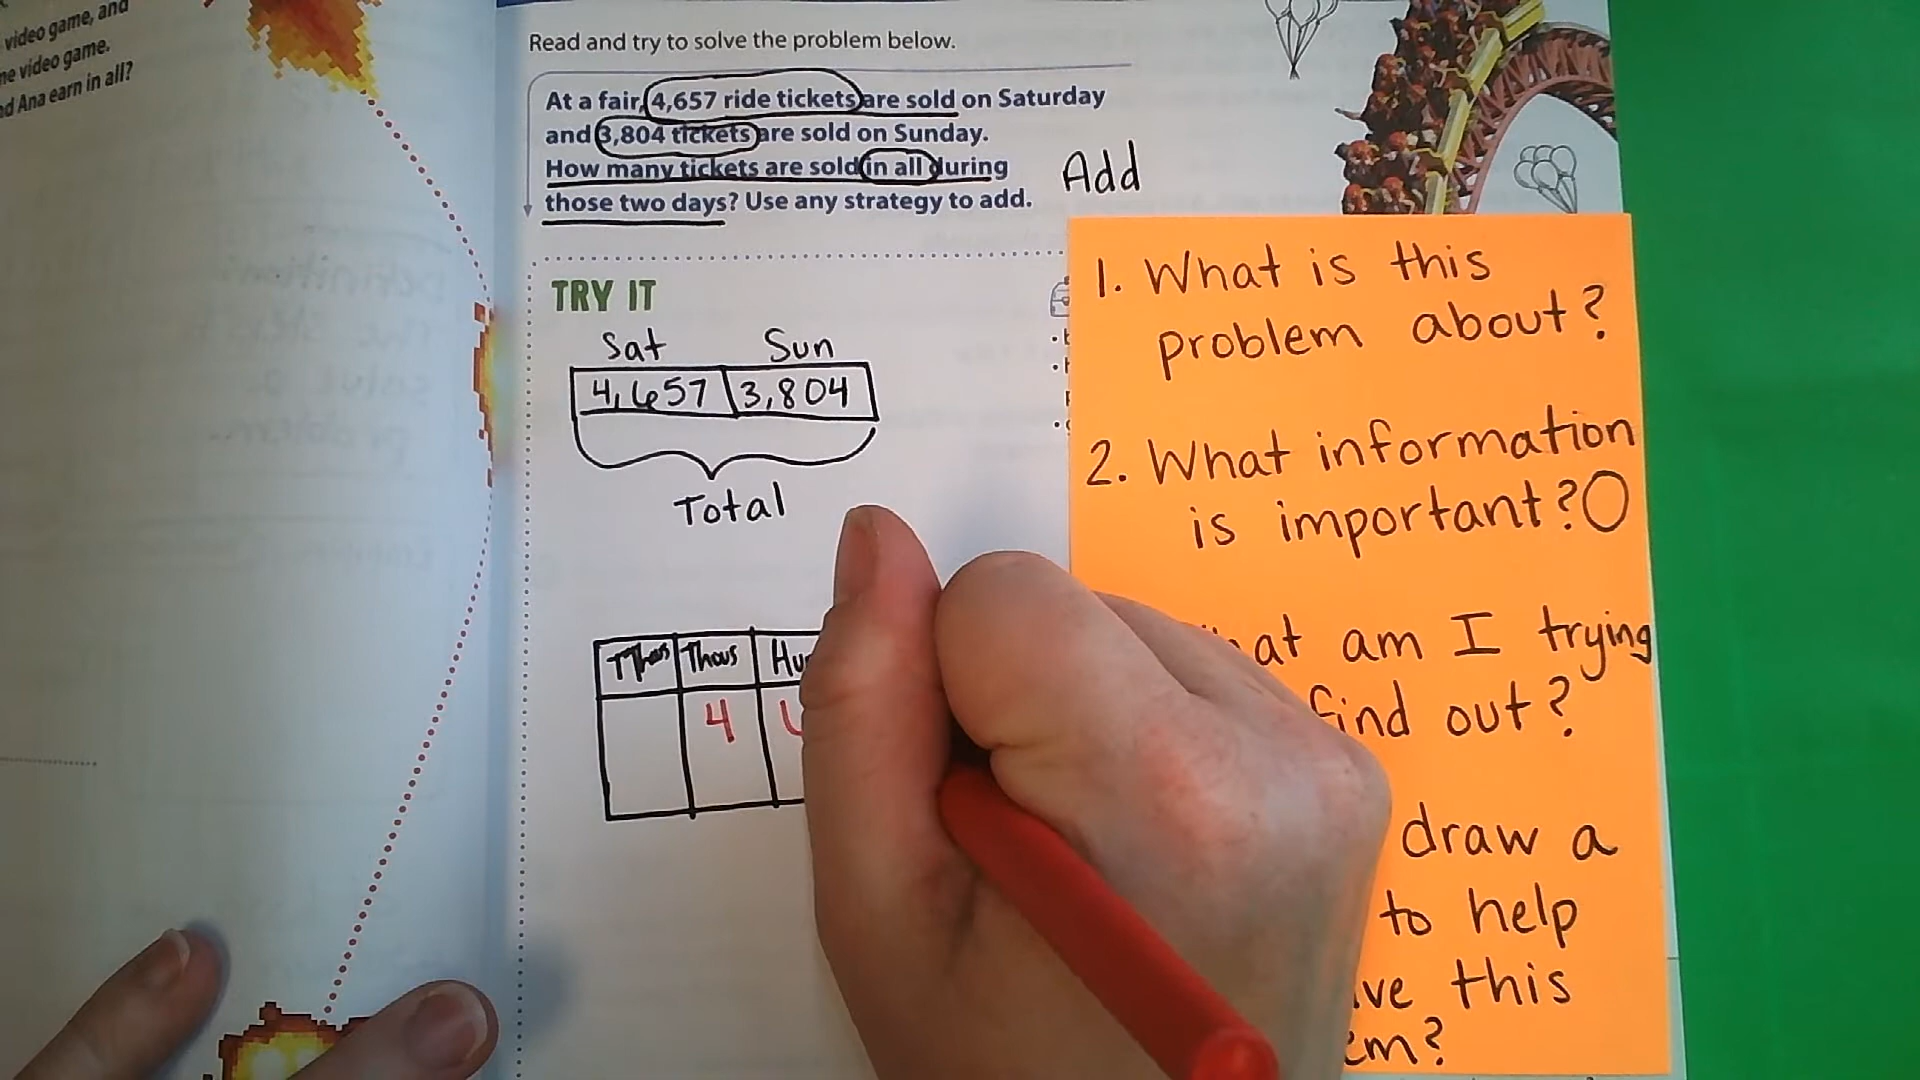 video game, and
video game.
Ana earn in all?
Read and try to solve the problem below.
At a fair, 4,657 ride tickets are sold on Saturday
and 3,804 tickets are sold on Sunday.
How many tickets are sold in all during
those two days? Use any strategy to add.
Add
TRY IT
Sat Sun
4,657 3,804
Total
TThous Thous Hu
4
1. What is this
problem about?
2. What information
is important?
am I trying
find out?
draw a
to help
this